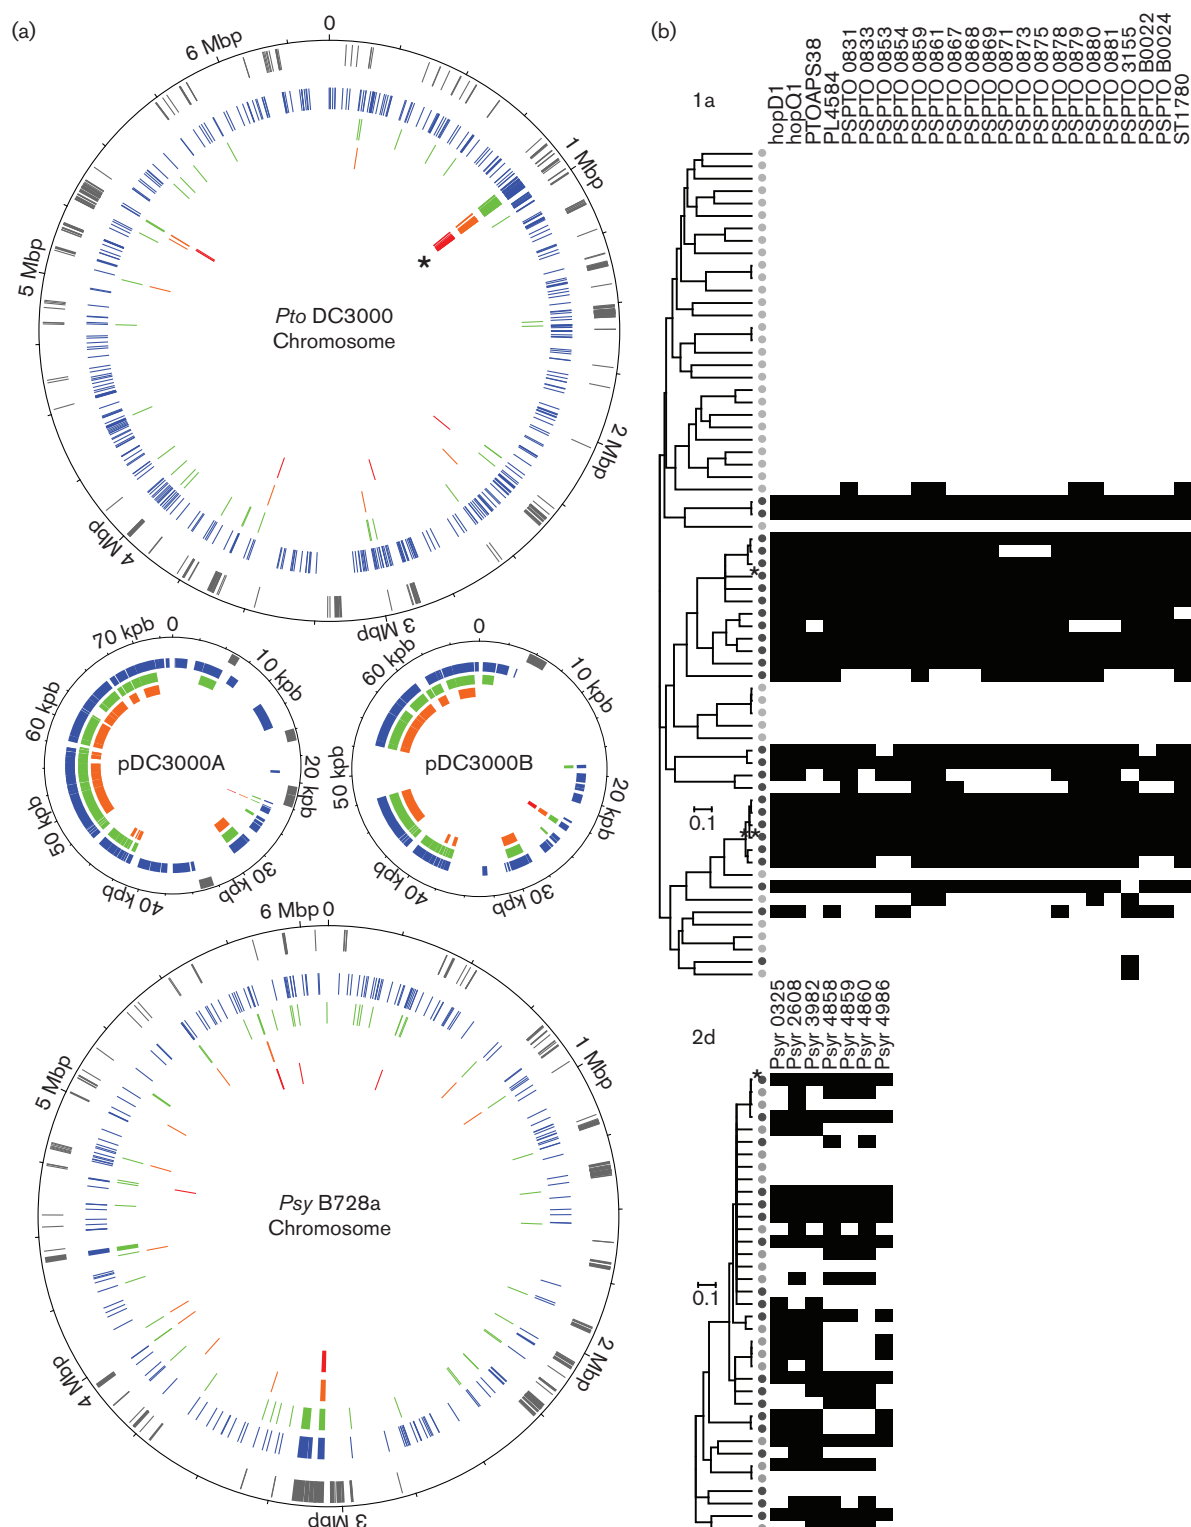 (a)
0
1 Mbp
2 Mbp
3 Mbp
4 Mbp
5 Mbp
6 Mbp
*
Pto DC3000
Chromosome
0
10 kpb
20 kpb
30 kpb
40 kpb
50 kpb
60 kpb
70 kpb
pDC3000A
0
10 kpb
20 kpb
30 kpb
40 kpb
50 kpb
60 kpb
pDC3000B
0
1 Mbp
2 Mbp
3 Mbp
4 Mbp
5 Mbp
6 Mbp
Psy B728a
Chromosome
(b)
1a
hopD1
hopQ1
PTOAPS38
PL4584
PSPTO 0831
PSPTO 0833
PSPTO 0853
PSPTO 0854
PSPTO 0859
PSPTO 0861
PSPTO 0867
PSPTO 0868
PSPTO 0869
PSPTO 0871
PSPTO 0873
PSPTO 0875
PSPTO 0878
PSPTO 0879
PSPTO 0880
PSPTO 0881
PSPTO 3155
PSPTO B0022
PSPTO B0024
ST1780
*
0.1
**
2d
Psyr 0325
Psyr 2608
Psyr 3982
Psyr 4858
Psyr 4859
Psyr 4860
Psyr 4986
*
0.1